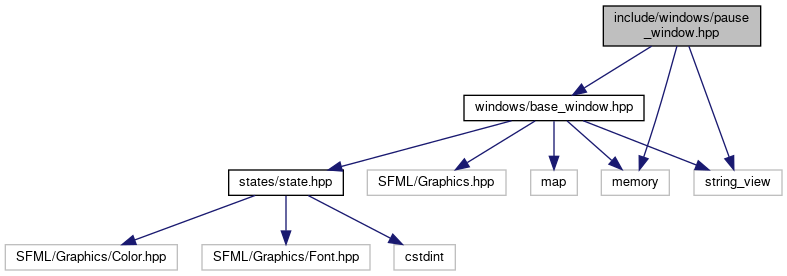 include/windows/pause
_window.hpp
windows/base_window.hpp
states/state.hpp
SFML/Graphics.hpp
map
memory
string_view
SFML/Graphics/Color.hpp
SFML/Graphics/Font.hpp
cstdint